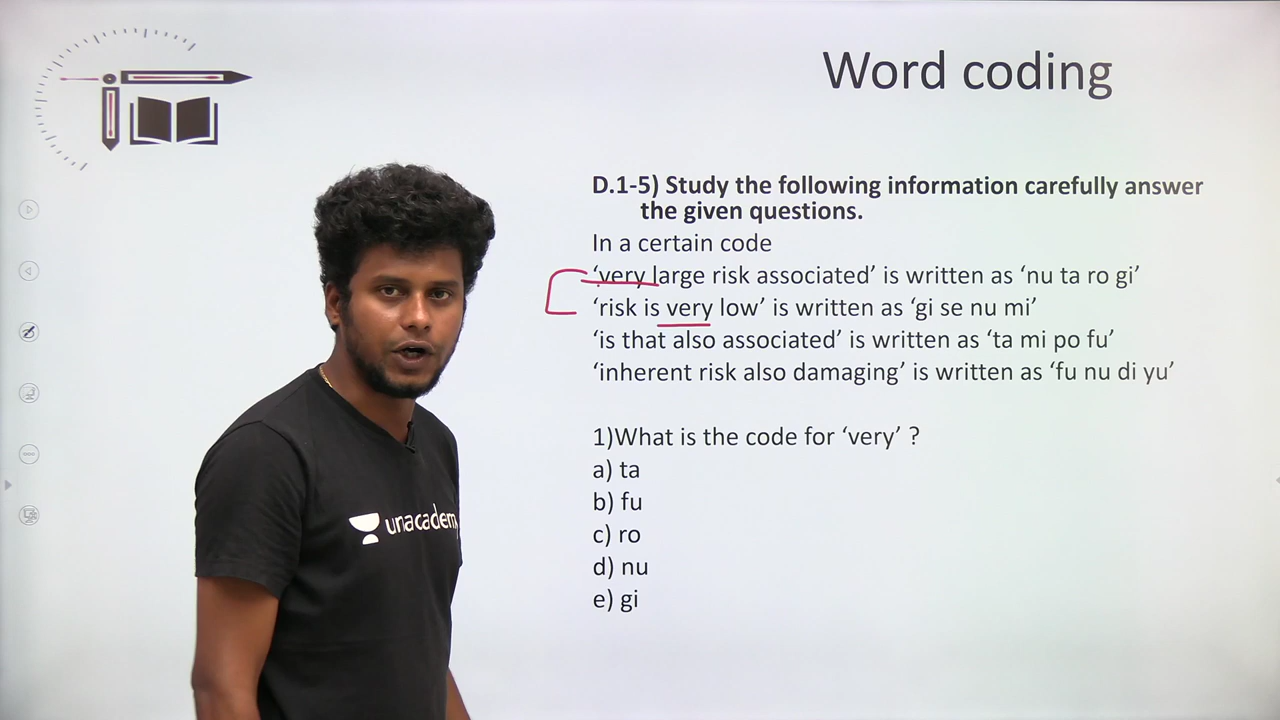 Word coding
D.1-5) Study the following information carefully answer
the given questions.
In a certain code
‘very large risk associated’ is written as ‘nu ta ro gi’
‘risk is very low’ is written as ‘gi se nu mi’
‘is that also associated’ is written as ‘ta mi po fu’
‘inherent risk also damaging’ is written as ‘fu nu di yu’
1)What is the code for ‘very’ ?
a) ta
b) fu
c) ro
d) nu
e) gi
unacademy